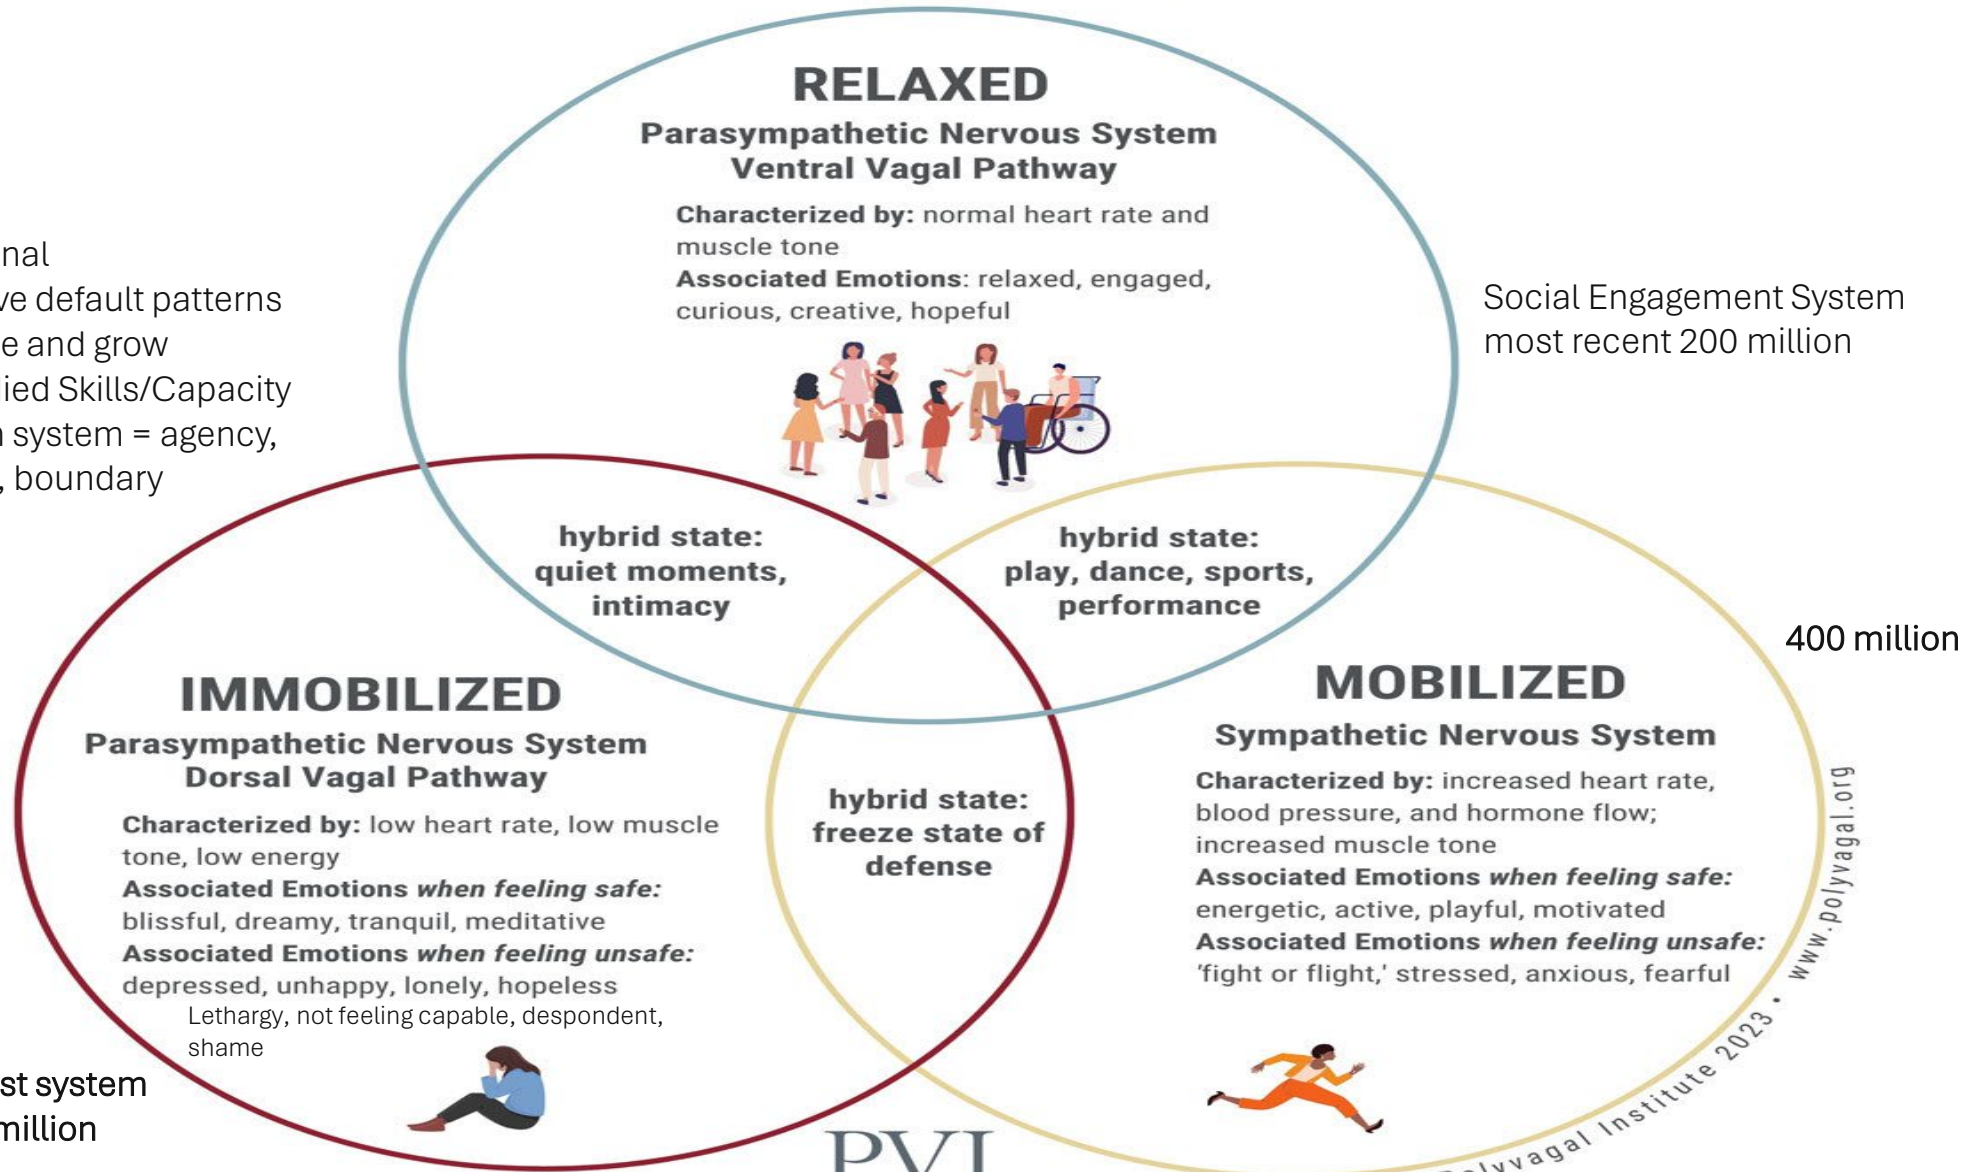 RELAXED
Parasympathetic Nervous System
Ventral Vagal Pathway
Characterized by: normal heart rate and
muscle tone
Associated Emotions: relaxed, engaged,
curious, creative, hopeful
nal
ve default patterns
e and grow
lied Skills/Capacity
system = agency,
, boundary
Social Engagement System
most recent 200 million
hybrid state:
quiet moments,
intimacy
hybrid state:
play, dance, sports,
performance
400 million
IMMOBILIZED
Parasympathetic Nervous System
Dorsal Vagal Pathway
Characterized by: low heart rate, low muscle
tone, low energy
Associated Emotions when feeling safe:
blissful, dreamy, tranquil, meditative
Associated Emotions when feeling unsafe:
depressed, unhappy, lonely, hopeless
Lethargy, not feeling capable, despondent,
shame
st system
million
hybrid state:
freeze state of
defense
MOBILIZED
Sympathetic Nervous System
Characterized by: increased heart rate,
blood pressure, and hormone flow;
increased muscle tone
Associated Emotions when feeling safe:
energetic, active, playful, motivated
Associated Emotions when feeling unsafe:
'fight or flight,' stressed, anxious, fearful
PVI
olyvagal Institute 2023 • www.polyvagal.org